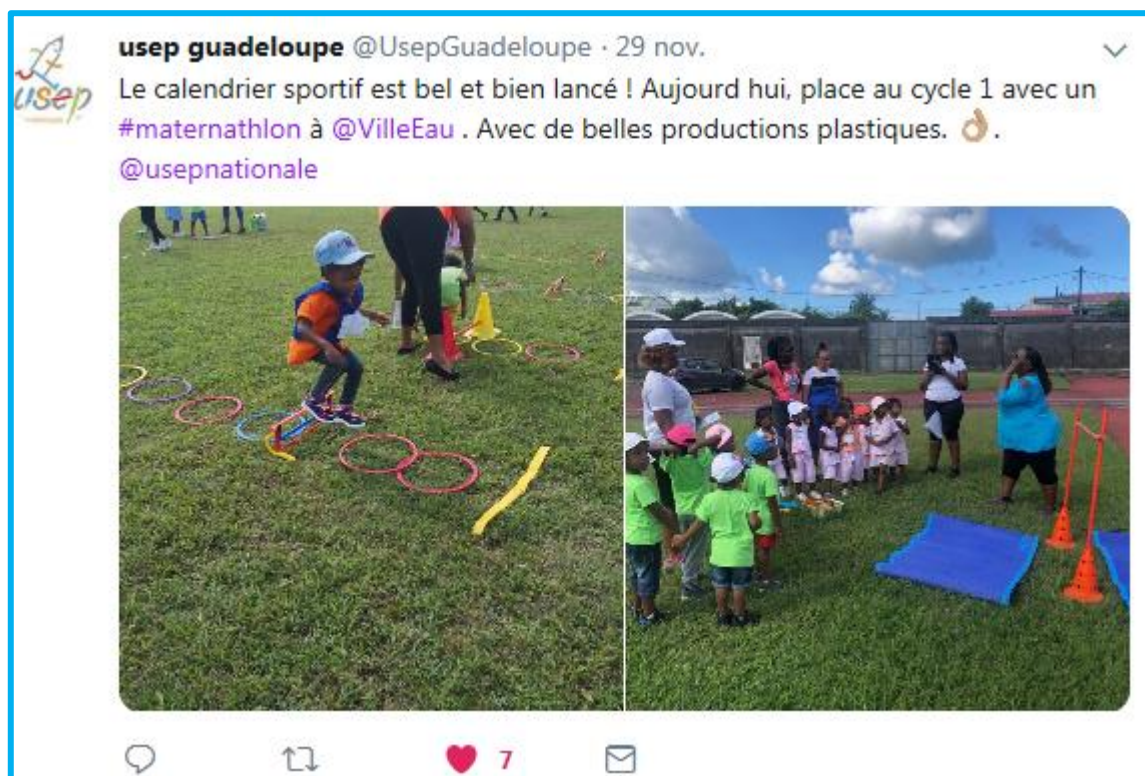 usep guadeloupe @UsepGuadeloupe · 29 nov.
usep
Le calendrier sportif est bel et bien lancé ! Aujourd hui, place au cycle 1 avec un
#maternathlon à @VilleEau . Avec de belles productions plastiques. 👌🏼.
@usepnationale
7